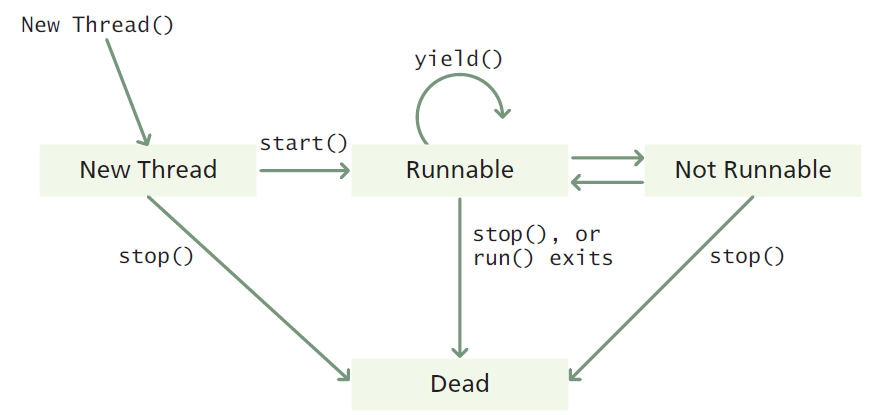 New Thread()
yield()
start()
New Thread
Runnable
Not Runnable
stop()
stop(), or
run() exits
stop()
Dead